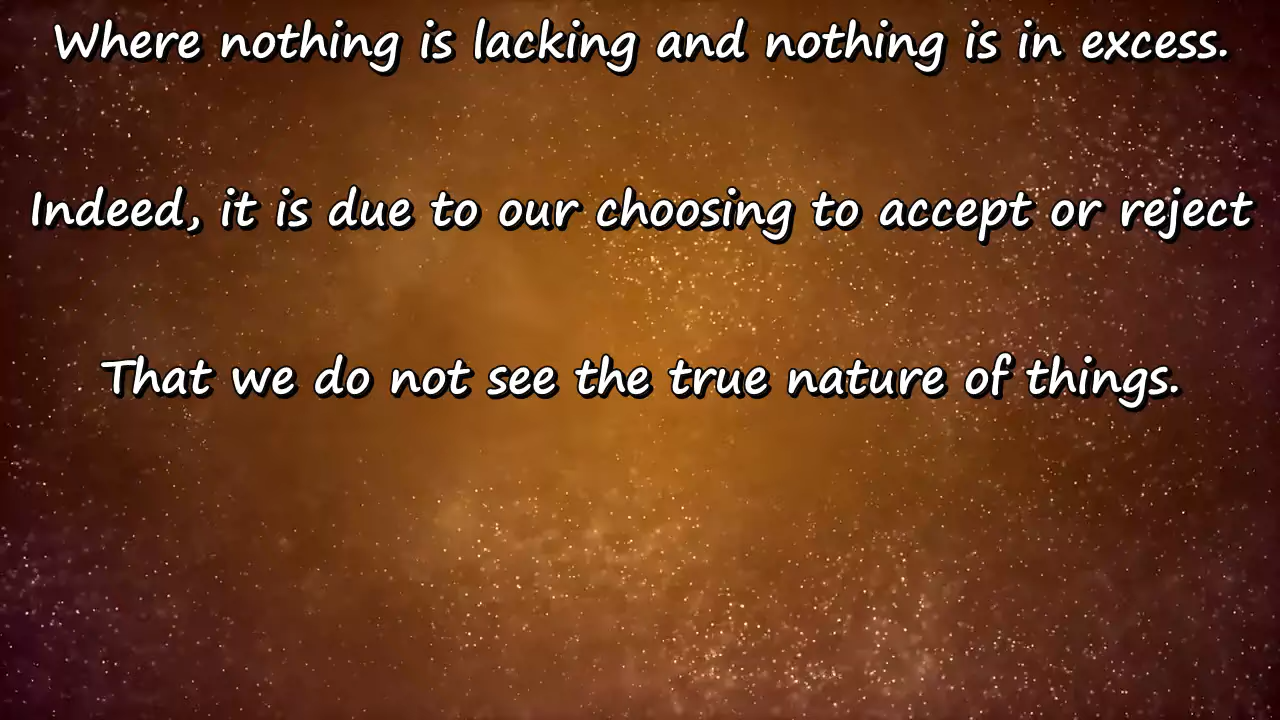 Where nothing is lacking and nothing is in excess.
Indeed, it is due to our choosing to accept or reject
That we do not see the true nature of things.